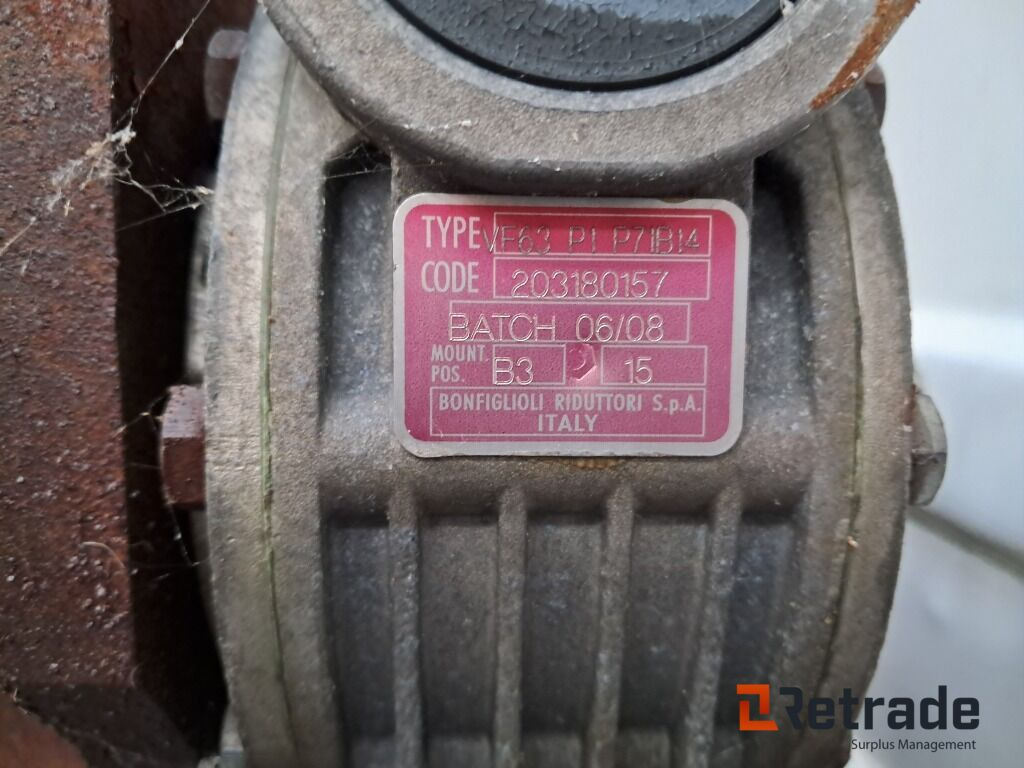 TYPE VF63 P1 P71B14
CODE 203180157
BATCH 06/08
MOUNT. POS. B3 15
BONFIGLIOLI RIDUTTORI S.p.A.
ITALY
Retrade
Surplus Management